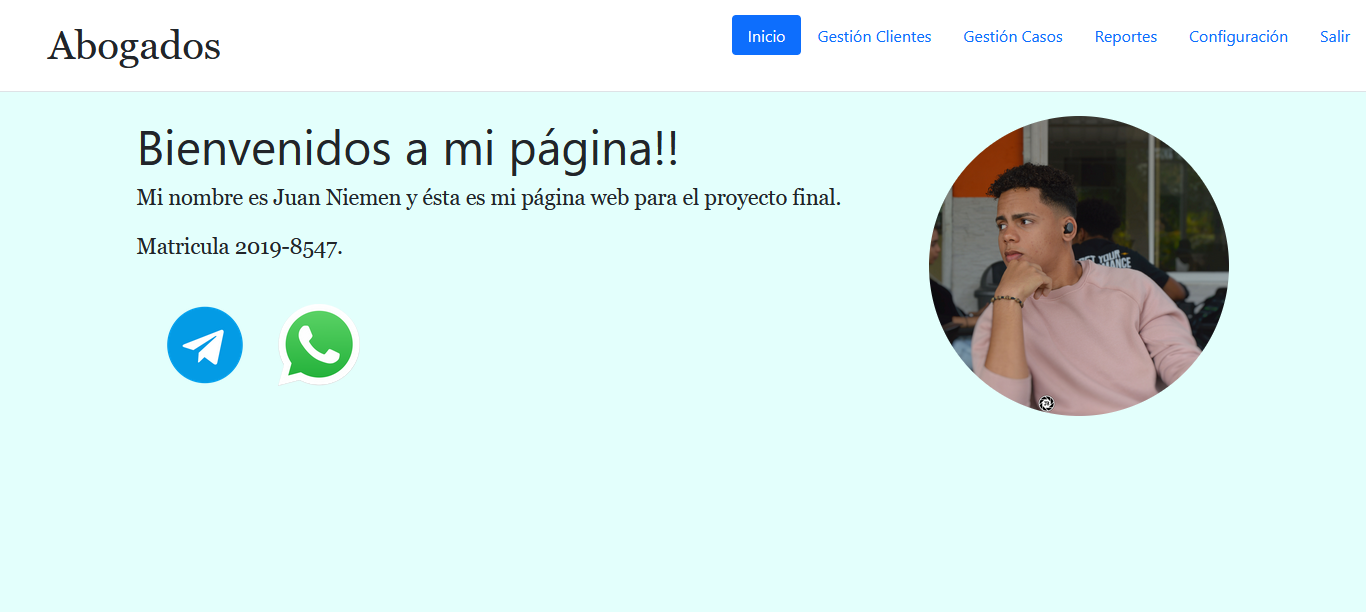 Abogados
Inicio Gestión Clientes Gestión Casos Reportes Configuración Salir
Bienvenidos a mi página!!
Mi nombre es Juan Niemen y ésta es mi página web para el proyecto final.
Matricula 2019-8547.
YOUR